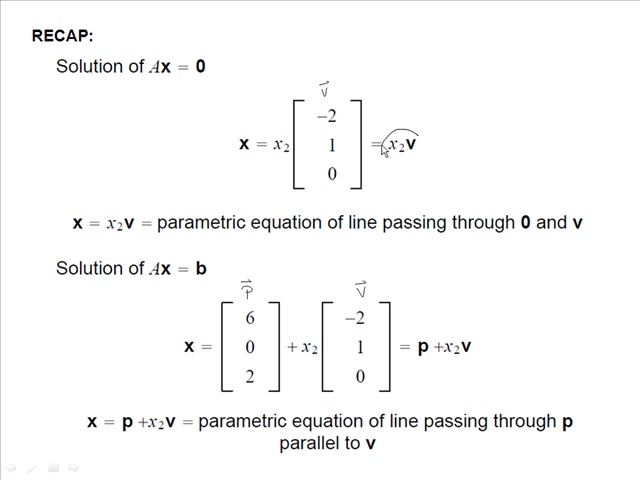 RECAP:
Solution of Ax = 0
v⃗
x = x₂ [ −2 1 0 ] = x₂v
x = x₂v = parametric equation of line passing through 0 and v
Solution of Ax = b
p⃗ v⃗
x = [ 6 0 2 ] + x₂ [ −2 1 0 ] = p +x₂v
x = p +x₂v = parametric equation of line passing through p
parallel to v